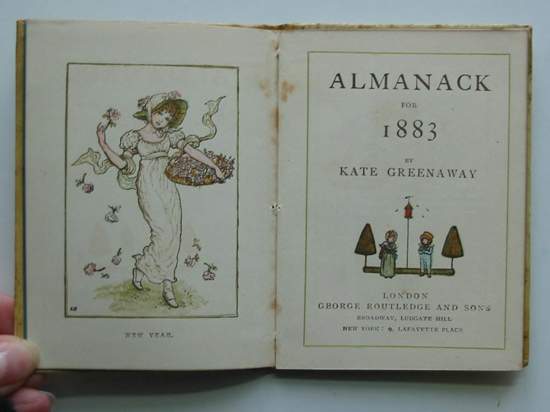 KG
NEW YEAR.
ALMANACK
FOR
1883
BY
KATE GREENAWAY
LONDON
GEORGE ROUTLEDGE AND SONS
BROADWAY, LUDGATE HILL
NEW YORK: 9, LAFAYETTE PLACE